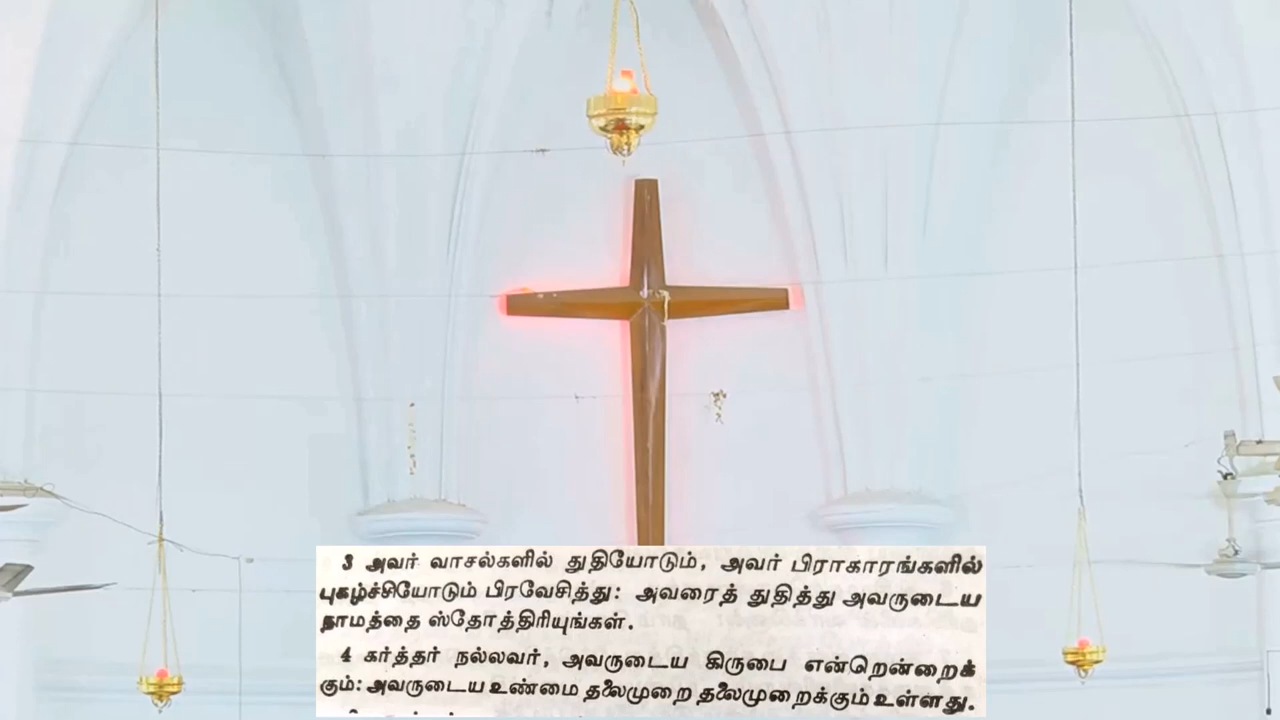 3 அவர் வாசல்களில் துதியோடும், அவர் பிராகாரங்களில்
புகழ்ச்சியோடும் பிரவேசித்து: அவரைத் துதித்து அவருடைய
நாமத்தை ஸ்தோத்திரியுங்கள்.
4 கர்த்தர் நல்லவர், அவருடைய கிருபை என்றென்றைக்
கும்: அவருடைய உண்மை தலைமுறை தலைமுறைக்கும் உள்ளது.